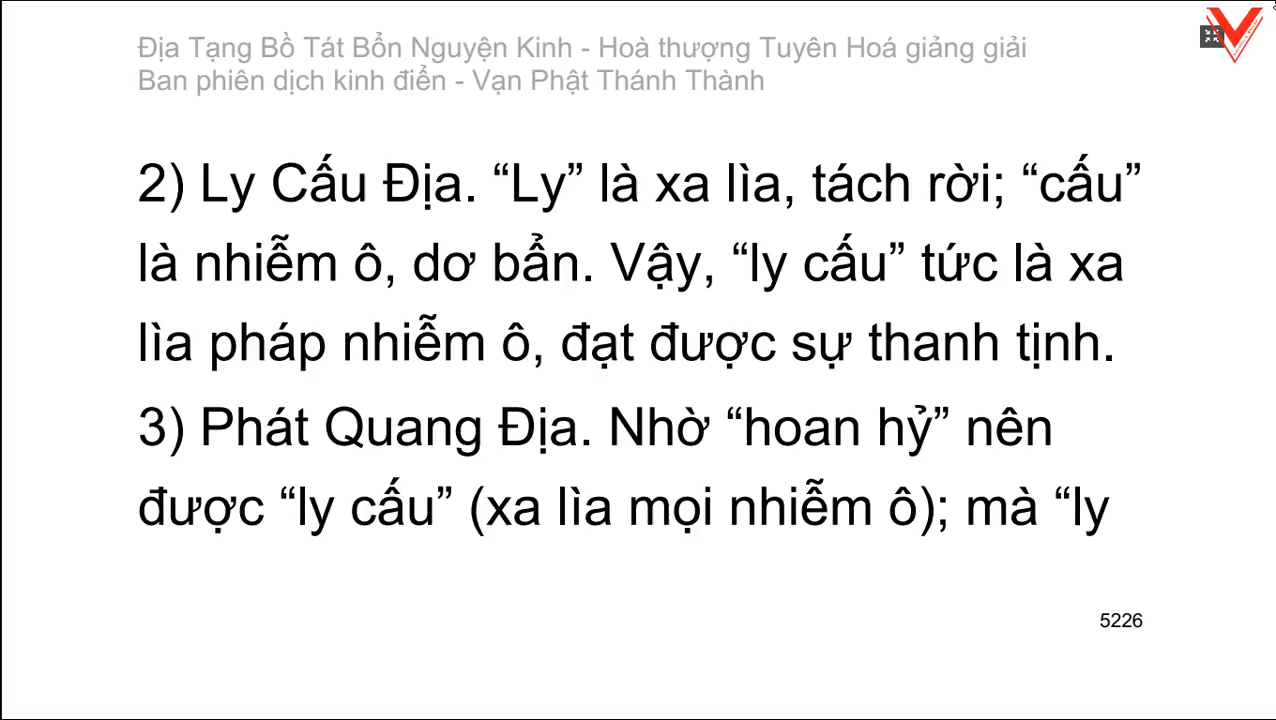 Địa Tạng Bồ Tát Bổn Nguyện Kinh - Hoà thượng Tuyên Hoá giảng giải
Ban phiên dịch kinh điển - Vạn Phật Thánh Thành
2) Ly Cấu Địa. “Ly” là xa lìa, tách rời; “cấu”
là nhiễm ô, dơ bẩn. Vậy, “ly cấu” tức là xa
lìa pháp nhiễm ô, đạt được sự thanh tịnh.
3) Phát Quang Địa. Nhờ “hoan hỷ” nên
được “ly cấu” (xa lìa mọi nhiễm ô); mà “ly
5226